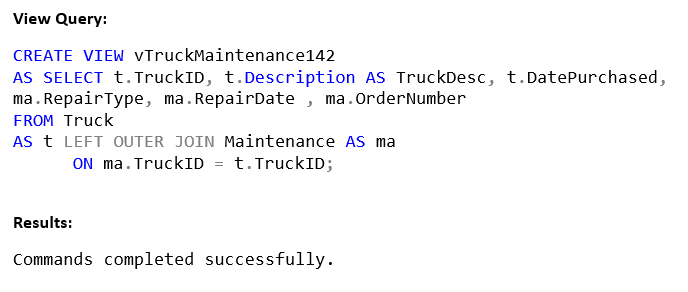 View Query:
CREATE VIEW vTruckMaintenance142
AS SELECT t.TruckID, t.Description AS TruckDesc, t.DatePurchased,
ma.RepairType, ma.RepairDate , ma.OrderNumber
FROM Truck
AS t LEFT OUTER JOIN Maintenance AS ma
ON ma.TruckID = t.TruckID;
Results:
Commands completed successfully.